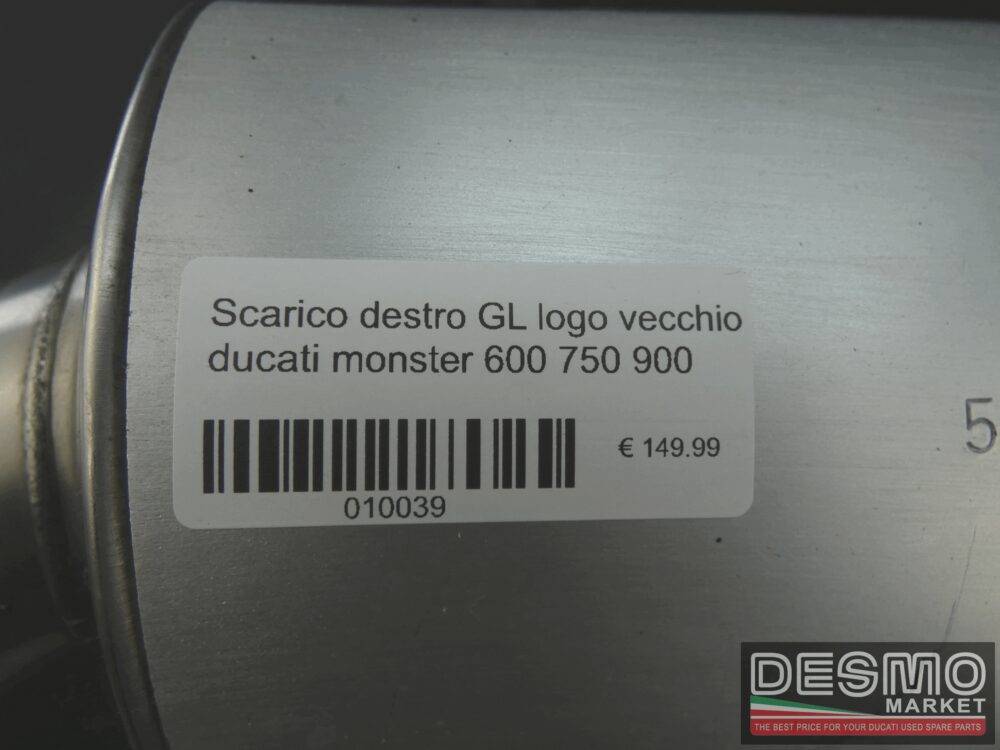 Scarico destro GL logo vecchio
ducati monster 600 750 900
€ 149.99
010039
5
DESMO
MARKET
THE BEST PRICE FOR YOUR DUCATI USED SPARE PARTS